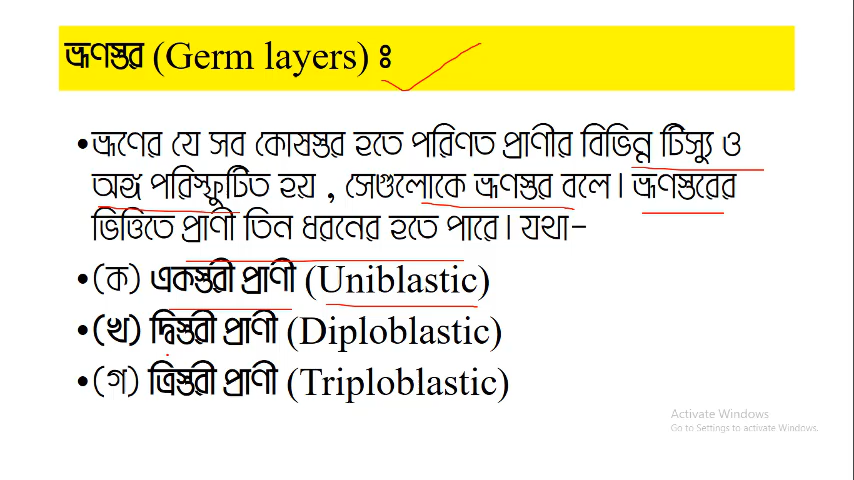 ভ্রূণস্তর (Germ layers) ঃ
•ভ্রূণের যে সব কোষস্তর হতে পরিণত প্রাণীর বিভিন্ন টিস্যু ও
অঙ্গ পরিস্ফুটিত হয় , সেগুলোকে ভ্রূণস্তর বলে। ভ্রূণস্তরের
ভিত্তিতে প্রাণী তিন ধরনের হতে পারে। যথা-
•(ক) একস্তরী প্রাণী (Uniblastic)
•(খ) দ্বিস্তরী প্রাণী (Diploblastic)
•(গ) ত্রিস্তরী প্রাণী (Triploblastic)
Activate Windows
Go to Settings to activate Windows.